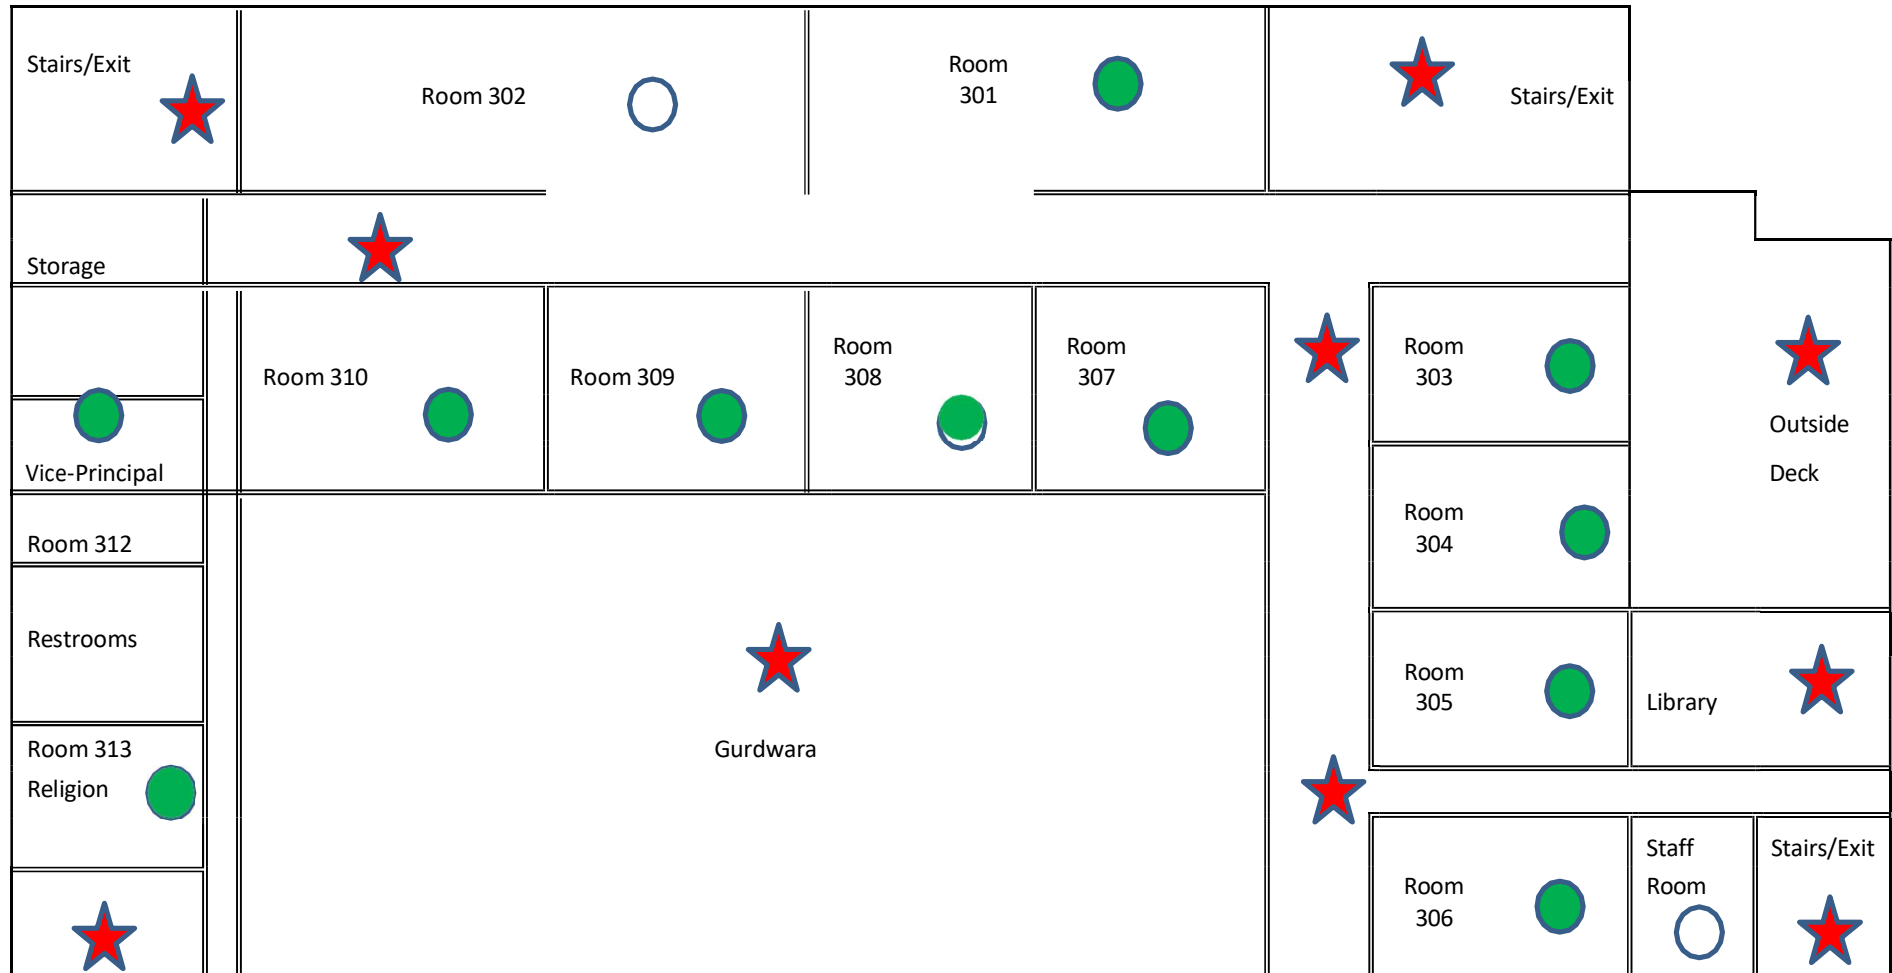 Stairs/Exit
Room 302
Room
301
Stairs/Exit
Storage
Room 310
Room 309
Room
308
Room
307
Room
303
Outside
Deck
Vice-Principal
Room 312
Room
304
Restrooms
Room
305
Library
Room 313
Religion
Gurdwara
Room
306
Staff
Room
Stairs/Exit